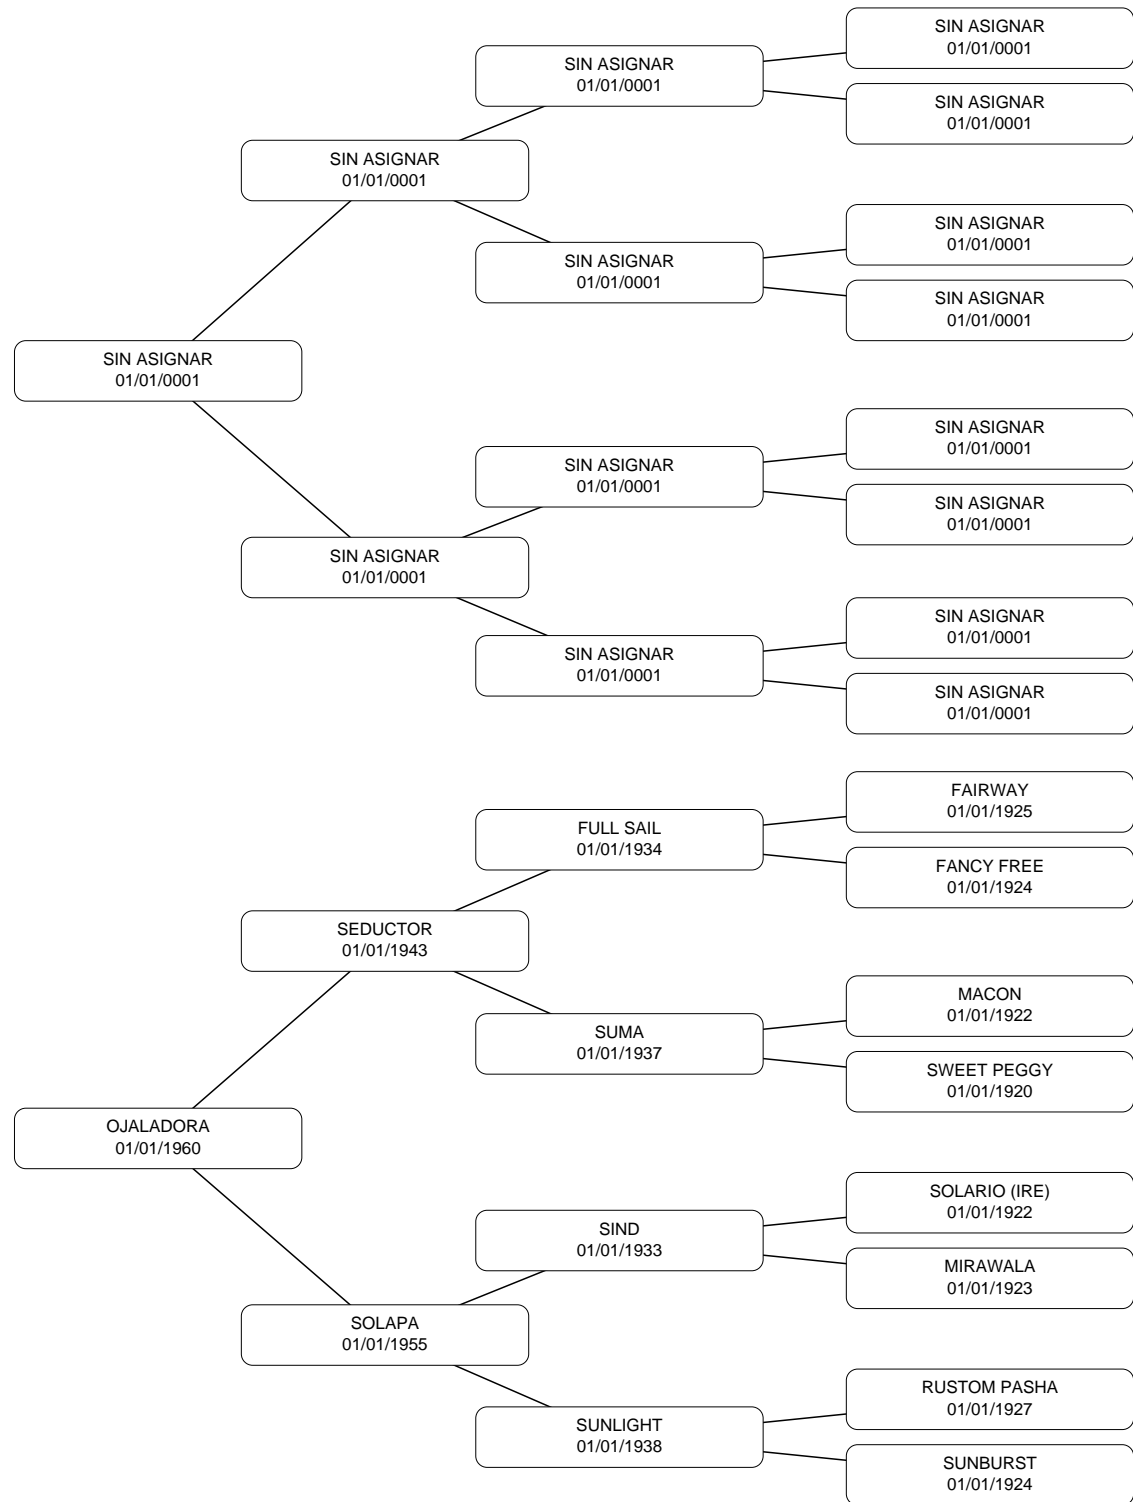 SIN ASIGNAR
01/01/0001
SIN ASIGNAR
01/01/0001
SIN ASIGNAR
01/01/0001
SIN ASIGNAR
01/01/0001
SIN ASIGNAR
01/01/0001
SIN ASIGNAR
01/01/0001
SIN ASIGNAR
01/01/0001
SIN ASIGNAR
01/01/0001
SIN ASIGNAR
01/01/0001
SIN ASIGNAR
01/01/0001
SIN ASIGNAR
01/01/0001
SIN ASIGNAR
01/01/0001
SIN ASIGNAR
01/01/0001
SIN ASIGNAR
01/01/0001
SIN ASIGNAR
01/01/0001
FAIRWAY
01/01/1925
FULL SAIL
01/01/1934
FANCY FREE
01/01/1924
SEDUCTOR
01/01/1943
MACON
01/01/1922
SUMA
01/01/1937
SWEET PEGGY
01/01/1920
OJALADORA
01/01/1960
SOLARIO (IRE)
01/01/1922
SIND
01/01/1933
MIRAWALA
01/01/1923
SOLAPA
01/01/1955
RUSTOM PASHA
01/01/1927
SUNLIGHT
01/01/1938
SUNBURST
01/01/1924